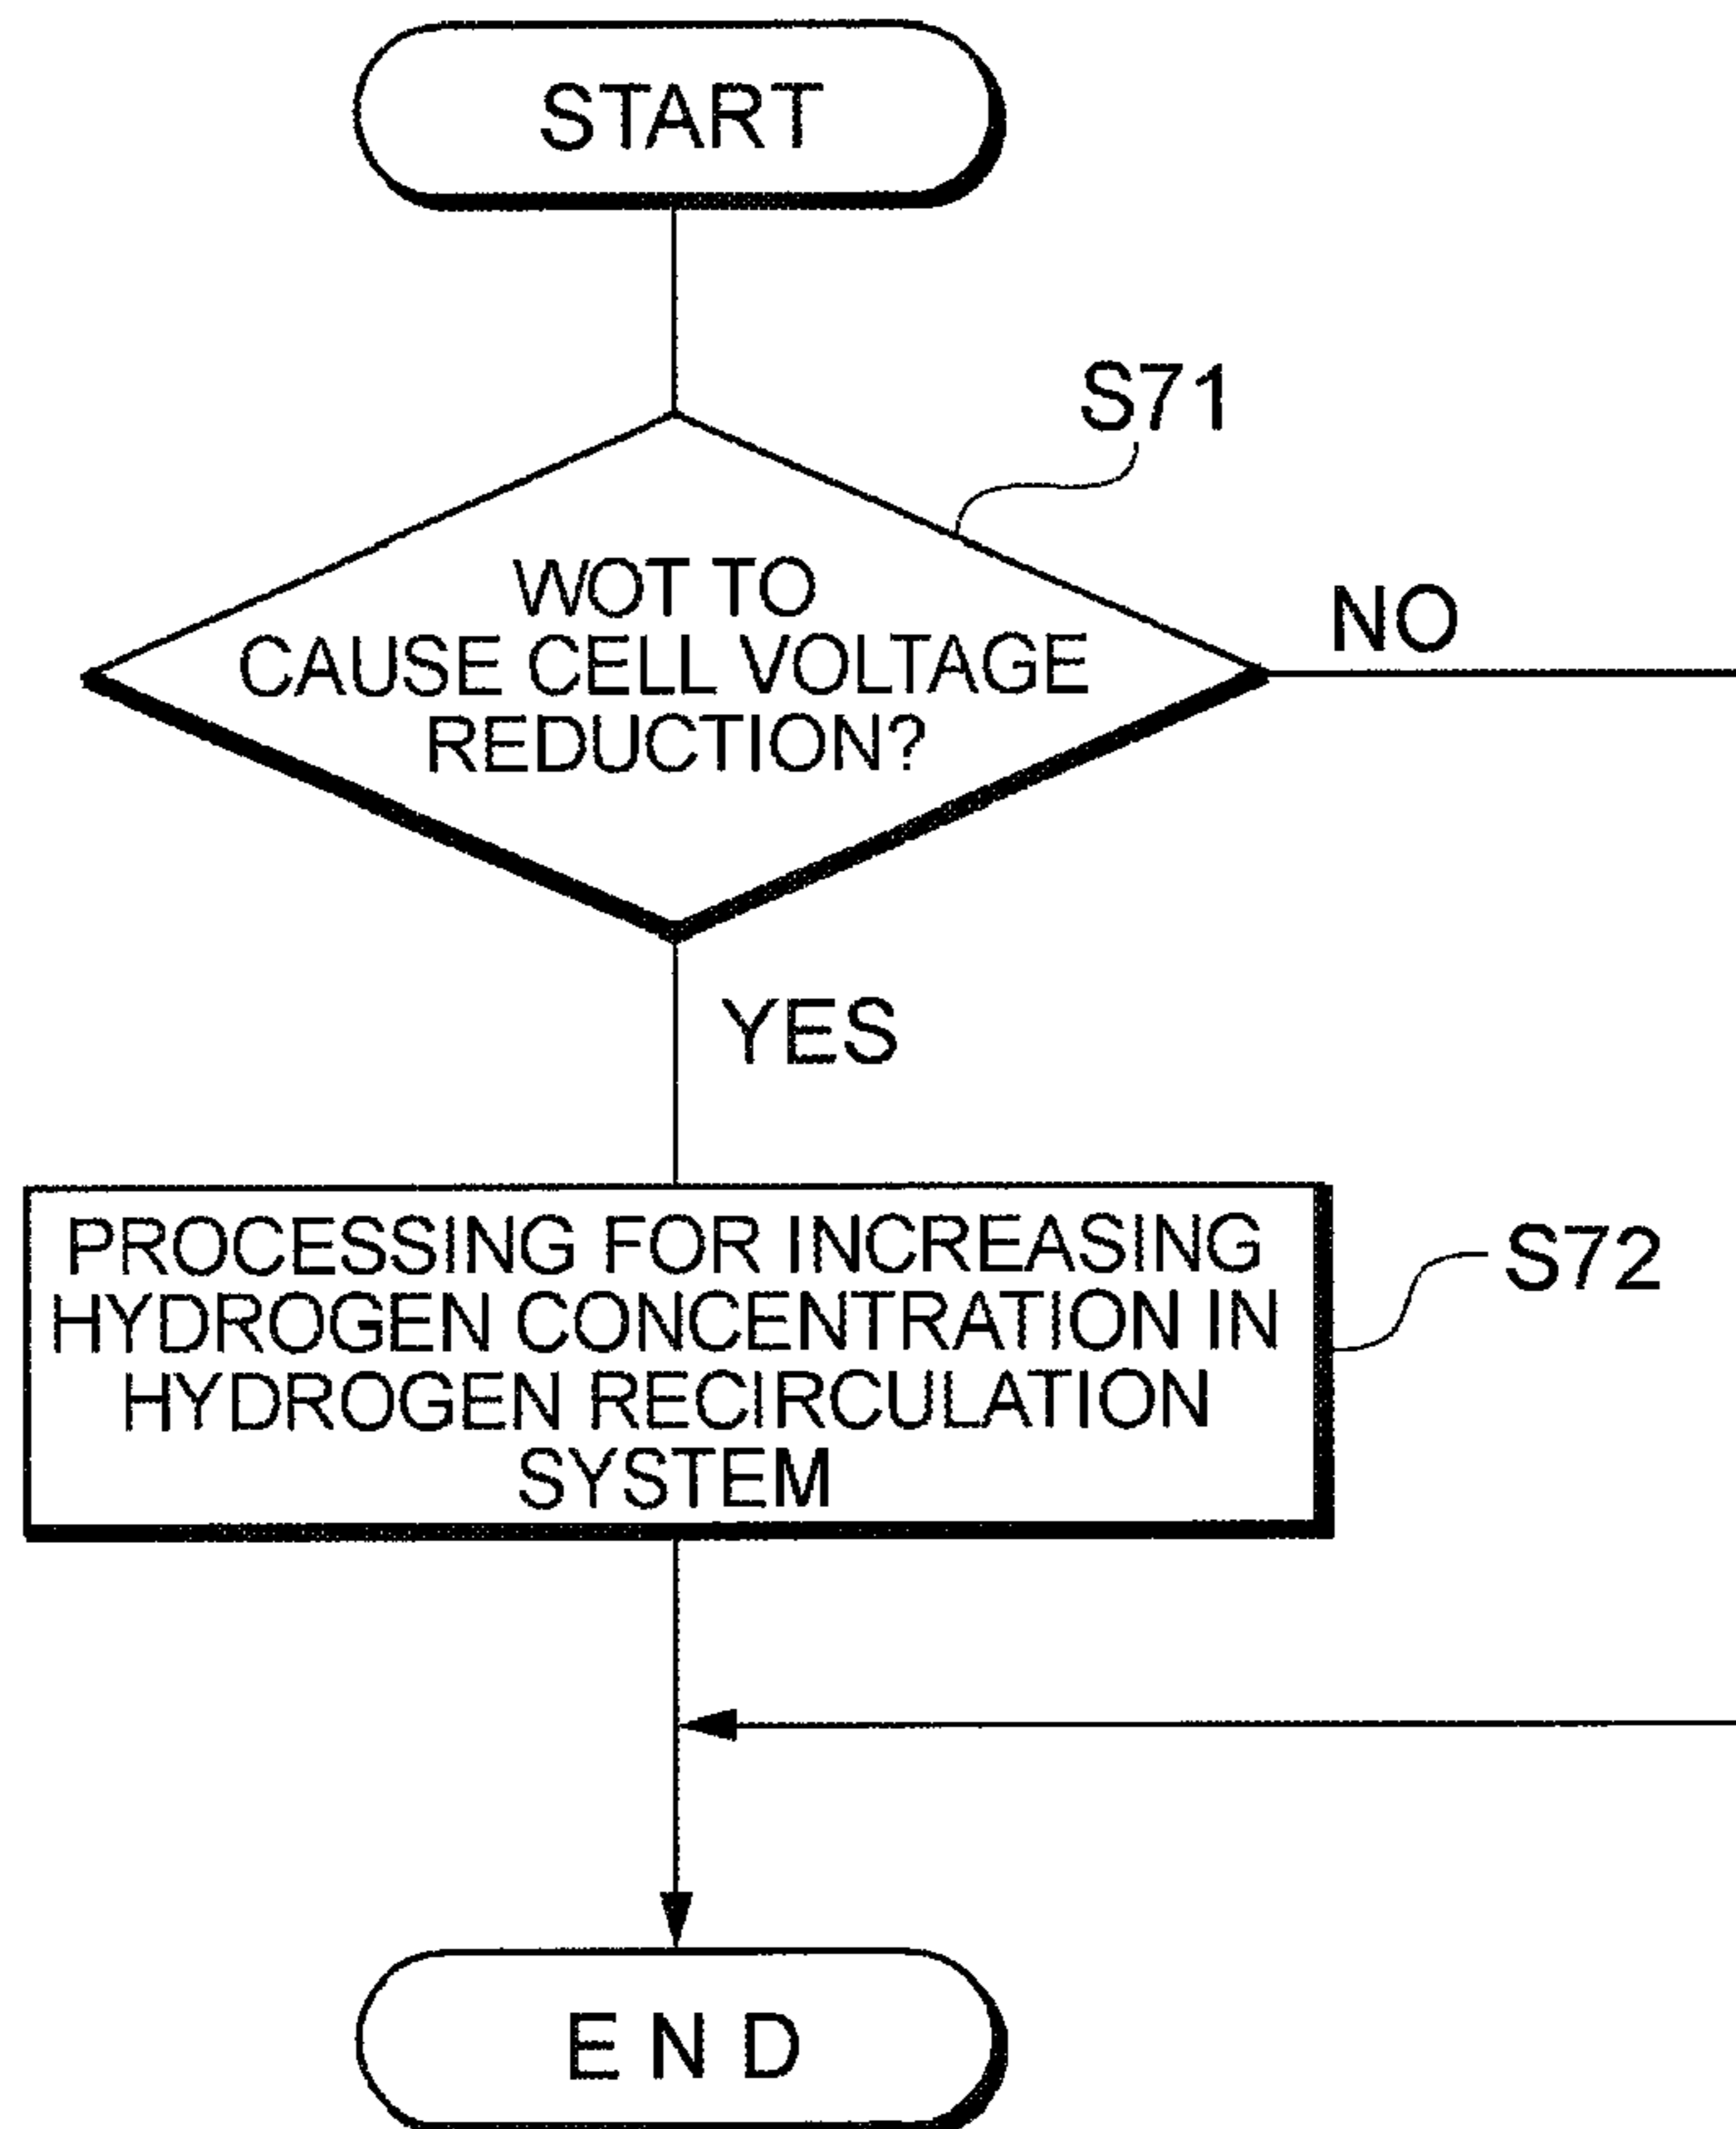 START
S71
WOT TO
CAUSE CELL VOLTAGE
REDUCTION?
NO
YES
PROCESSING FOR INCREASING
HYDROGEN CONCENTRATION IN
HYDROGEN RECIRCULATION
SYSTEM
S72
END